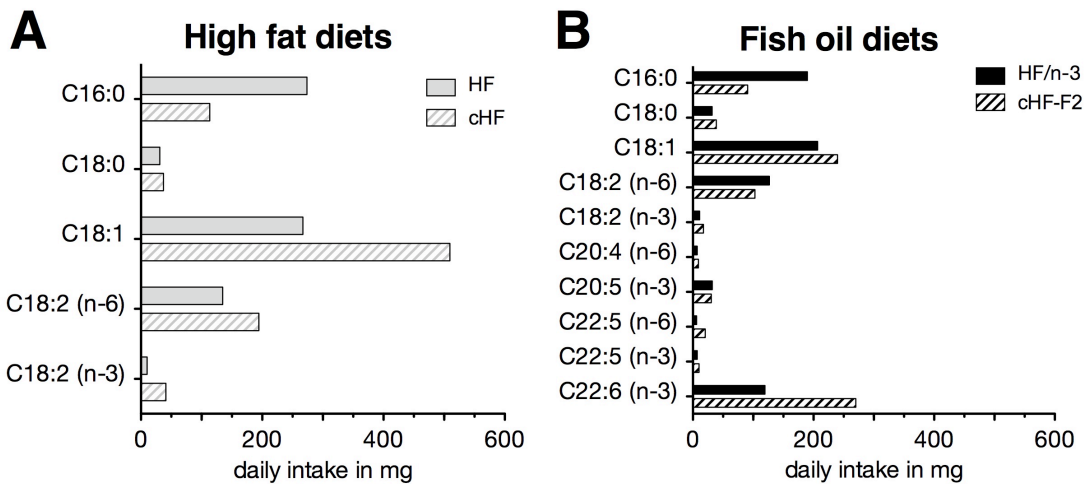 A
High fat diets
HF
cHF
C16:0
C18:0
C18:1
C18:2 (n-6)
C18:2 (n-3)
0 200 400 600
daily intake in mg
B
Fish oil diets
HF/n-3
cHF-F2
C16:0
C18:0
C18:1
C18:2 (n-6)
C18:2 (n-3)
C20:4 (n-6)
C20:5 (n-3)
C22:5 (n-6)
C22:5 (n-3)
C22:6 (n-3)
0 200 400 600
daily intake in mg